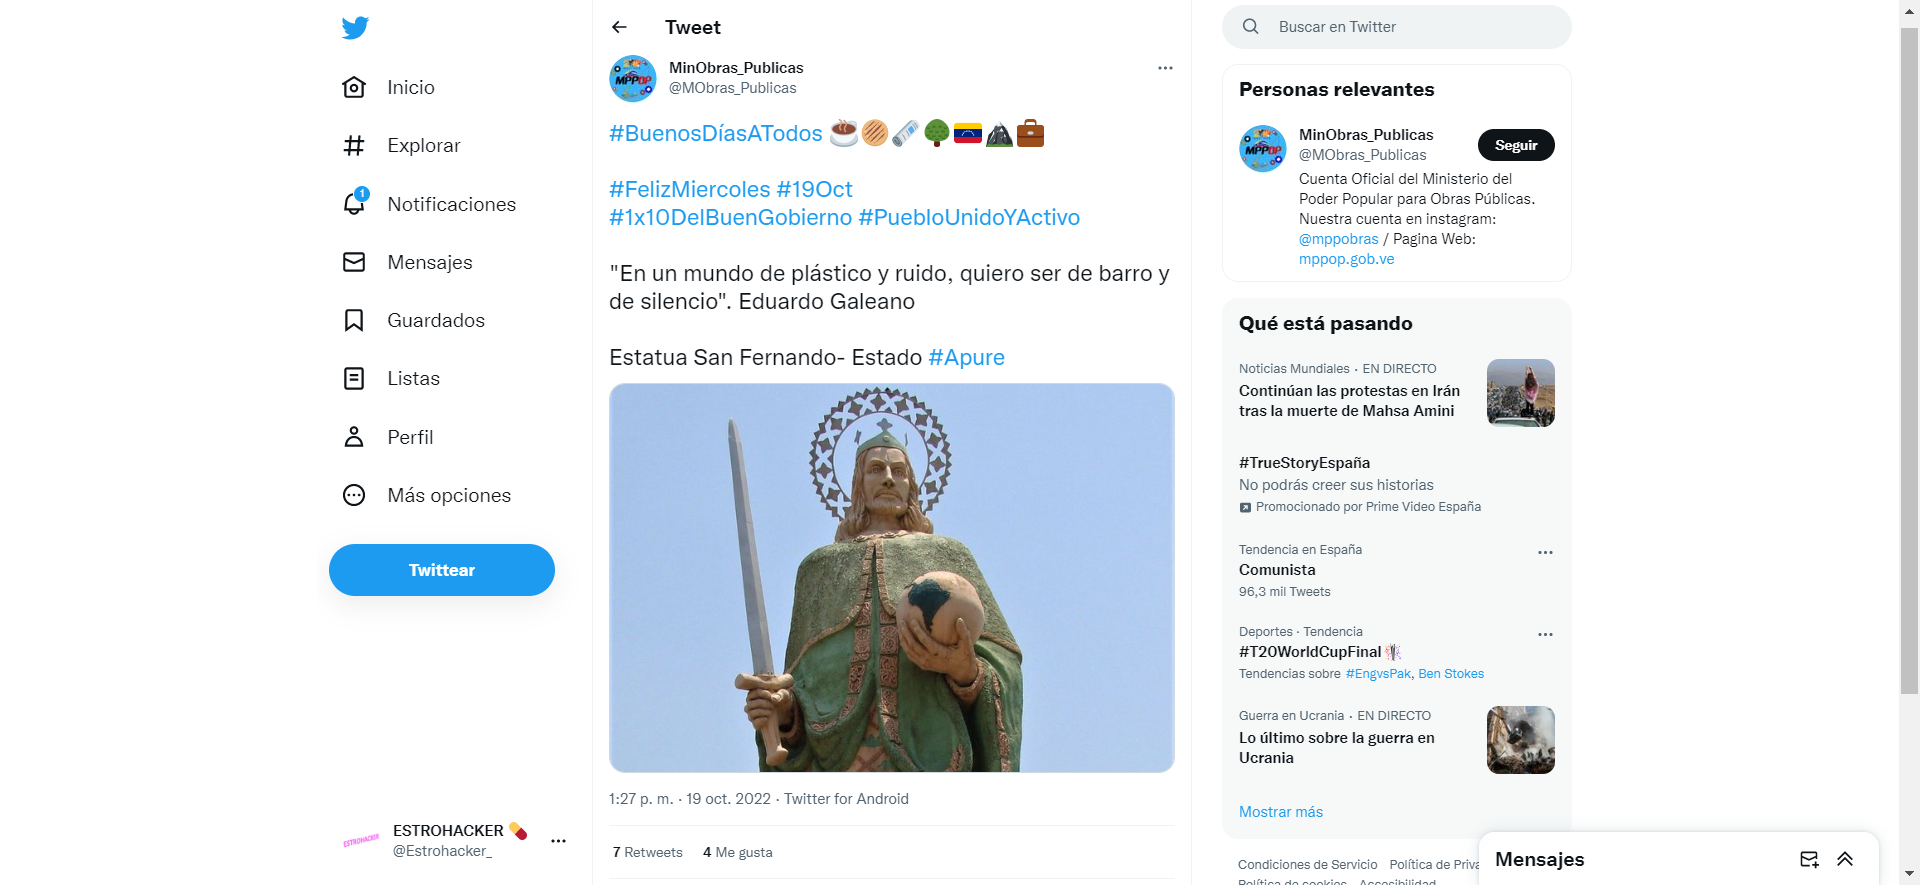 Inicio
Explorar
1
Notificaciones
Mensajes
Guardados
Listas
Perfil
Más opciones
Twittear
ESTROHACKER
ESTROHACKER
@Estrohacker_
Tweet
MPPOP
MinObras_Publicas
@MObras_Publicas
#BuenosDíasATodos
#FelizMiercoles #19Oct
#1x10DelBuenGobierno #PuebloUnidoYActivo
"En un mundo de plástico y ruido, quiero ser de barro y
de silencio". Eduardo Galeano
Estatua San Fernando- Estado #Apure
1:27 p. m. · 19 oct. 2022 · Twitter for Android
7 Retweets 4 Me gusta
Buscar en Twitter
Personas relevantes
MPPOP
MinObras_Publicas
@MObras_Publicas
Seguir
Cuenta Oficial del Ministerio del
Poder Popular para Obras Públicas.
Nuestra cuenta en instagram:
@mppobras / Pagina Web:
mppop.gob.ve
Qué está pasando
Noticias Mundiales · EN DIRECTO
Continúan las protestas en Irán
tras la muerte de Mahsa Amini
#TrueStoryEspaña
No podrás creer sus historias
Promocionado por Prime Video España
Tendencia en España
Comunista
96,3 mil Tweets
Deportes · Tendencia
#T20WorldCupFinal
Tendencias sobre #EngvsPak, Ben Stokes
Guerra en Ucrania · EN DIRECTO
Lo último sobre la guerra en
Ucrania
Mostrar más
Condiciones de Servicio Política de Priva
Política de cookies Accesibilidad
Mensajes